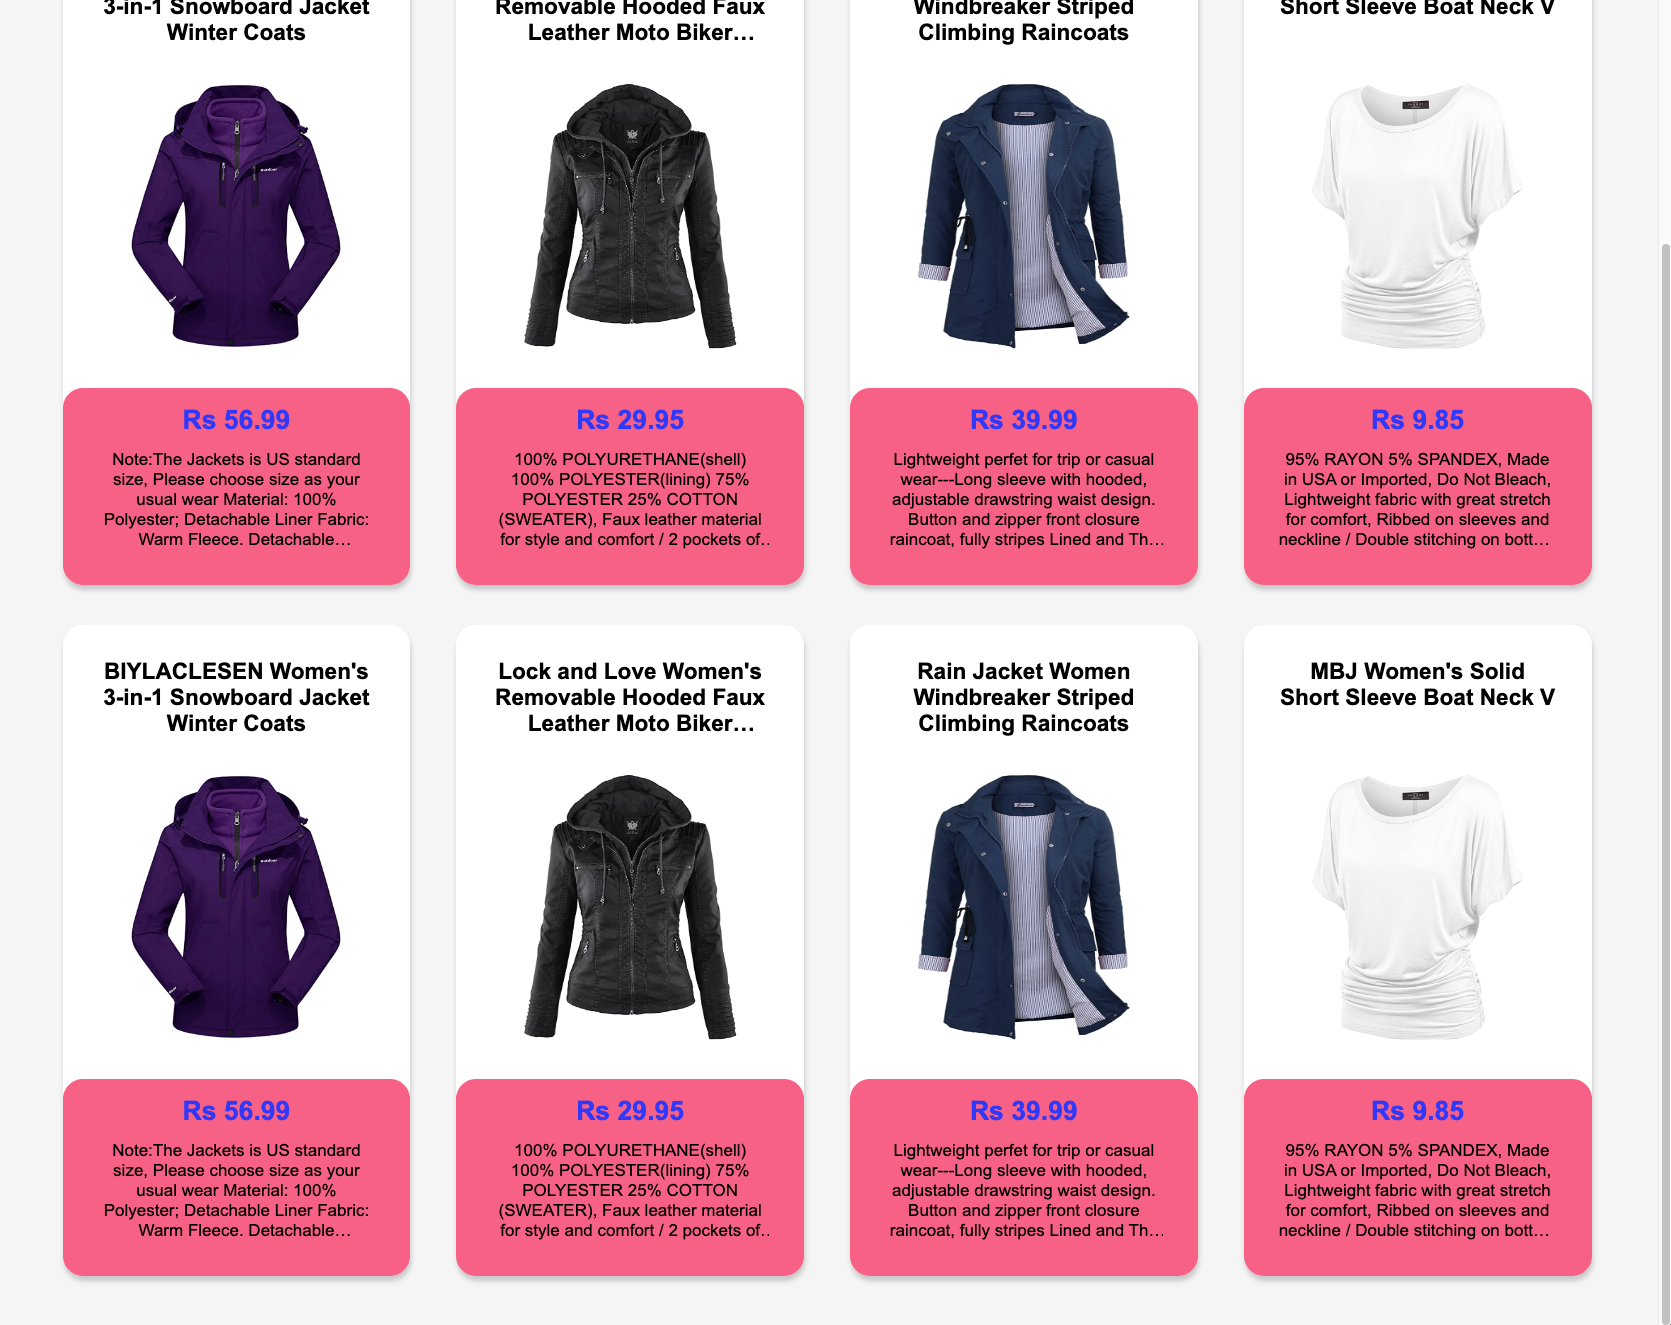 3-in-1 Snowboard Jacket
Winter Coats
Removable Hooded Faux
Leather Moto Biker…
Windbreaker Striped
Climbing Raincoats
Short Sleeve Boat Neck V
outdoor
Rs 56.99
Note:The Jackets is US standard
size, Please choose size as your
usual wear Material: 100%
Polyester; Detachable Liner Fabric:
Warm Fleece. Detachable…
Rs 29.95
100% POLYURETHANE(shell)
100% POLYESTER(lining) 75%
POLYESTER 25% COTTON
(SWEATER), Faux leather material
for style and comfort / 2 pockets of..
Rs 39.99
Lightweight perfet for trip or casual
wear---Long sleeve with hooded,
adjustable drawstring waist design.
Button and zipper front closure
raincoat, fully stripes Lined and Th…
Rs 9.85
95% RAYON 5% SPANDEX, Made
in USA or Imported, Do Not Bleach,
Lightweight fabric with great stretch
for comfort, Ribbed on sleeves and
neckline / Double stitching on bott…
BIYLACLESEN Women's
3-in-1 Snowboard Jacket
Winter Coats
Lock and Love Women's
Removable Hooded Faux
Leather Moto Biker…
Rain Jacket Women
Windbreaker Striped
Climbing Raincoats
MBJ Women's Solid
Short Sleeve Boat Neck V
outdoor
Rs 56.99
Note:The Jackets is US standard
size, Please choose size as your
usual wear Material: 100%
Polyester; Detachable Liner Fabric:
Warm Fleece. Detachable…
Rs 29.95
100% POLYURETHANE(shell)
100% POLYESTER(lining) 75%
POLYESTER 25% COTTON
(SWEATER), Faux leather material
for style and comfort / 2 pockets of..
Rs 39.99
Lightweight perfet for trip or casual
wear---Long sleeve with hooded,
adjustable drawstring waist design.
Button and zipper front closure
raincoat, fully stripes Lined and Th…
Rs 9.85
95% RAYON 5% SPANDEX, Made
in USA or Imported, Do Not Bleach,
Lightweight fabric with great stretch
for comfort, Ribbed on sleeves and
neckline / Double stitching on bott…